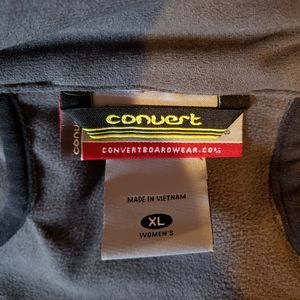 convert
CONVERTBOARDWEAR.COM
MADE IN VIETNAM
XL
WOMEN'S